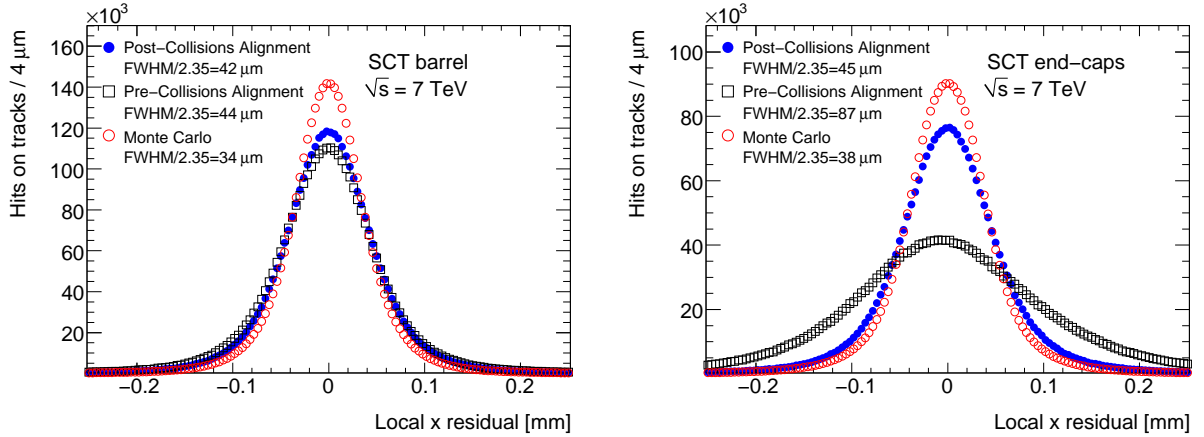 ×10³
160
140
120
100
80
60
40
20
Hits on tracks / 4 μm
Post−Collisions Alignment
FWHM/2.35=42 μm
Pre−Collisions Alignment
FWHM/2.35=44 μm
Monte Carlo
FWHM/2.35=34 μm
SCT barrel
√s = 7 TeV
−0.2 −0.1 0 0.1 0.2
Local x residual [mm]
×10³
100
80
60
40
20
Hits on tracks / 4 μm
Post−Collisions Alignment
FWHM/2.35=45 μm
Pre−Collisions Alignment
FWHM/2.35=87 μm
Monte Carlo
FWHM/2.35=38 μm
SCT end−caps
√s = 7 TeV
−0.2 −0.1 0 0.1 0.2
Local x residual [mm]